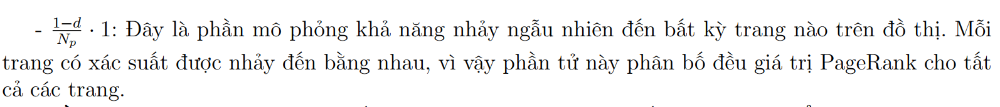 - \frac{1-d}{N_p} · 1: Đây là phần mô phỏng khả năng nhảy ngẫu nhiên đến bất kỳ trang nào trên đồ thị. Mỗi
trang có xác suất được nhảy đến bằng nhau, vì vậy phần tử này phân bố đều giá trị PageRank cho tất
cả các trang.